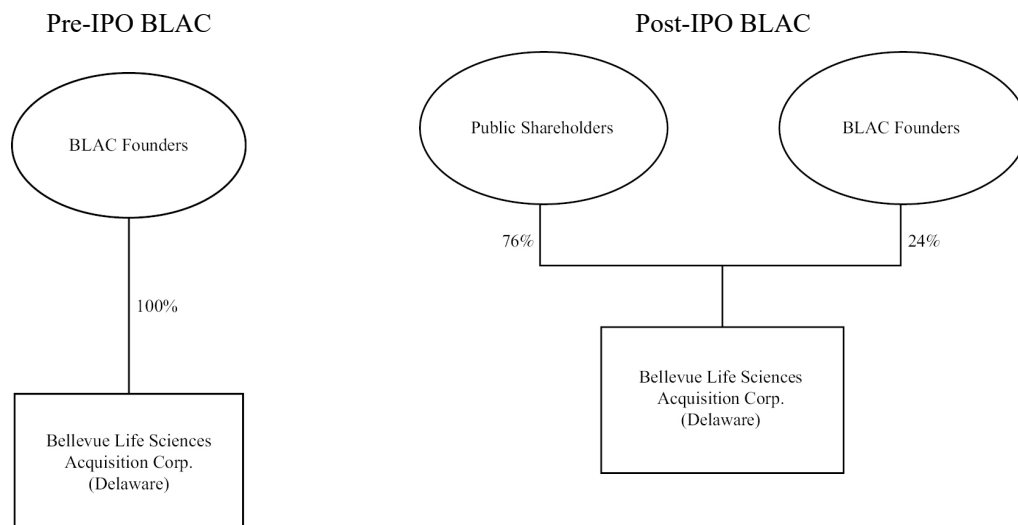 Pre-IPO BLAC
BLAC Founders
100%
Bellevue Life Sciences
Acquisition Corp.
(Delaware)
Post-IPO BLAC
Public Shareholders
BLAC Founders
76%
24%
Bellevue Life Sciences
Acquisition Corp.
(Delaware)